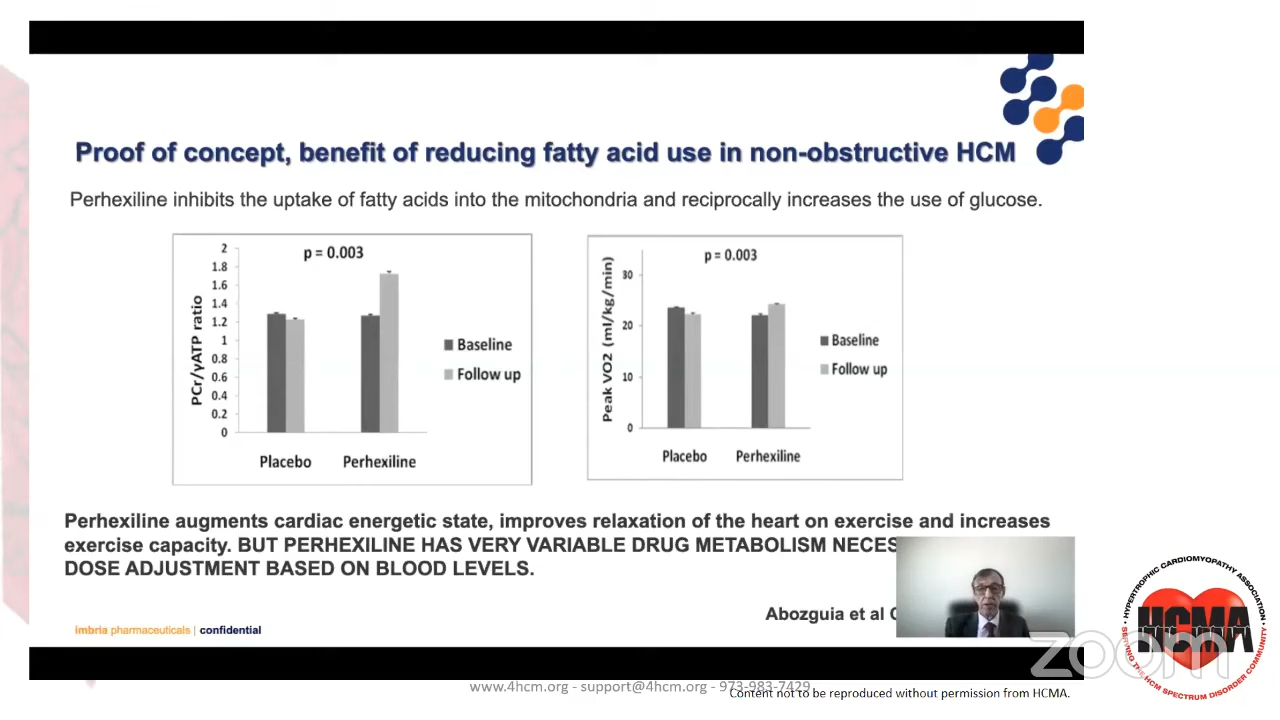 Proof of concept, benefit of reducing fatty acid use in non-obstructive HCM
Perhexiline inhibits the uptake of fatty acids into the mitochondria and reciprocally increases the use of glucose.
p = 0.003
PCr/γATP ratio
2
1.8
1.6
1.4
1.2
1
0.8
0.6
0.4
0.2
0
Baseline
Follow up
Placebo
Perhexiline
p = 0.003
Peak VO2 (ml/kg/min)
30
20
10
0
Baseline
Follow up
Placebo
Perhexiline
Perhexiline augments cardiac energetic state, improves relaxation of the heart on exercise and increases
exercise capacity. BUT PERHEXILINE HAS VERY VARIABLE DRUG METABOLISM
DOSE ADJUSTMENT BASED ON BLOOD LEVELS.
Abozguia et al
imbria pharmaceuticals | confidential
HYPERTROPHIC CARDIOMYOPATHY ASSOCIATION
HCMA
SERVING THE HCM SPECTRUM DISORDER COMMUNITY
zoom
www.4hcm.org - support@4hcm.org - 973-983-7429
Content not to be reproduced without permission from HCMA.